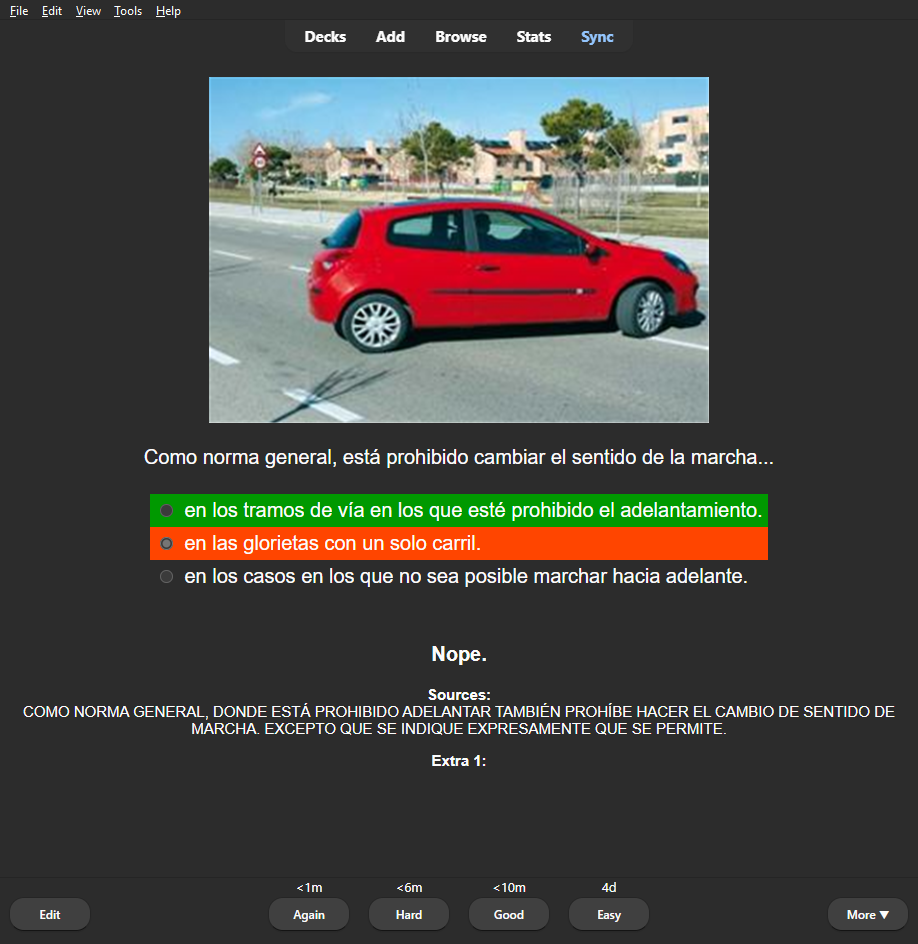 File Edit View Tools Help
Decks Add Browse Stats Sync
Como norma general, está prohibido cambiar el sentido de la marcha...
en los tramos de vía en los que esté prohibido el adelantamiento.
en las glorietas con un solo carril.
en los casos en los que no sea posible marchar hacia adelante.
Nope.
Sources:
COMO NORMA GENERAL, DONDE ESTÁ PROHIBIDO ADELANTAR TAMBIÉN PROHÍBE HACER EL CAMBIO DE SENTIDO DE
MARCHA. EXCEPTO QUE SE INDIQUE EXPRESAMENTE QUE SE PERMITE.
Extra 1:
<1m <6m <10m 4d
Edit Again Hard Good Easy More ▼